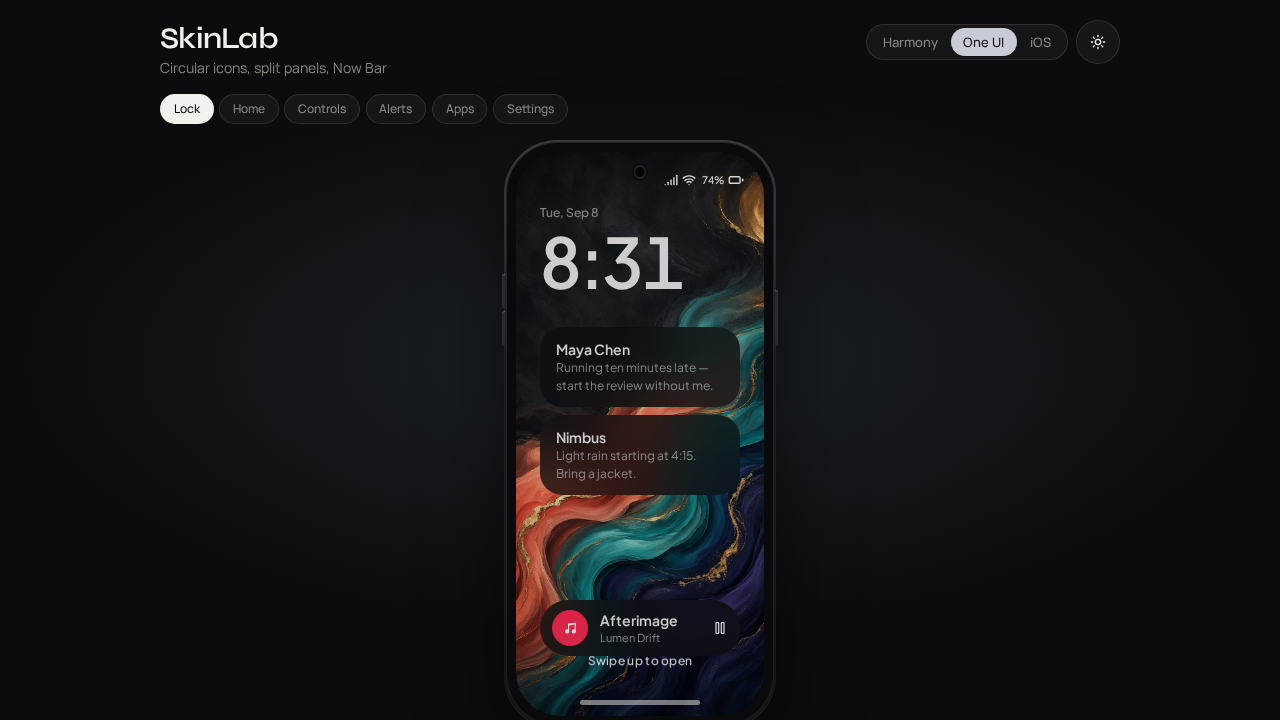 SkinLab
Circular icons, split panels, Now Bar
Harmony
One UI
iOS
Lock
Home
Controls
Alerts
Apps
Settings
74%
Tue, Sep 8
8:31
Maya Chen
Running ten minutes late —
start the review without me.
Nimbus
Light rain starting at 4:15.
Bring a jacket.
Afterimage
Lumen Drift
Swipe up to open